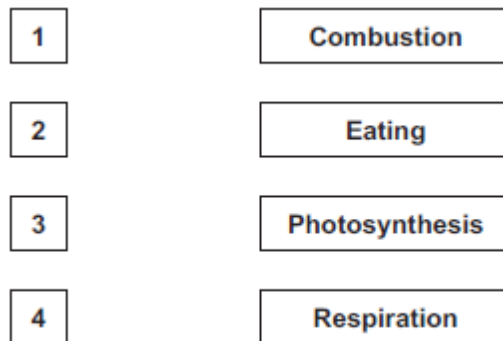 1 Combustion
2 Eating
3 Photosynthesis
4 Respiration